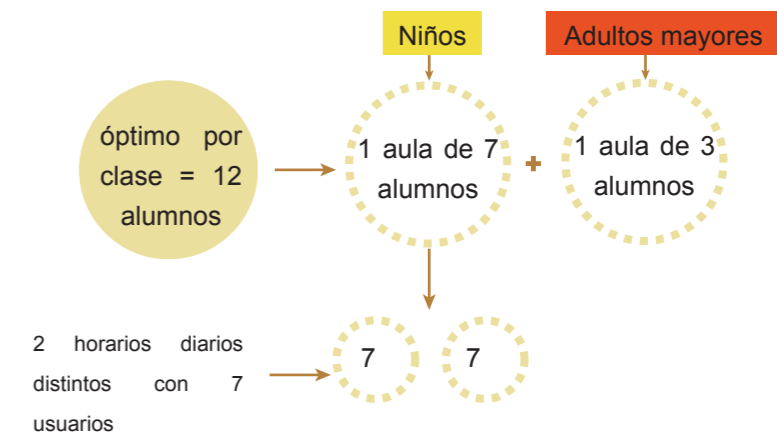 Niños
Adultos mayores
óptimo por
clase = 12
alumnos
1 aula de 7
alumnos
+
1 aula de 3
alumnos
2 horarios diarios
distintos con 7
usuarios
7
7